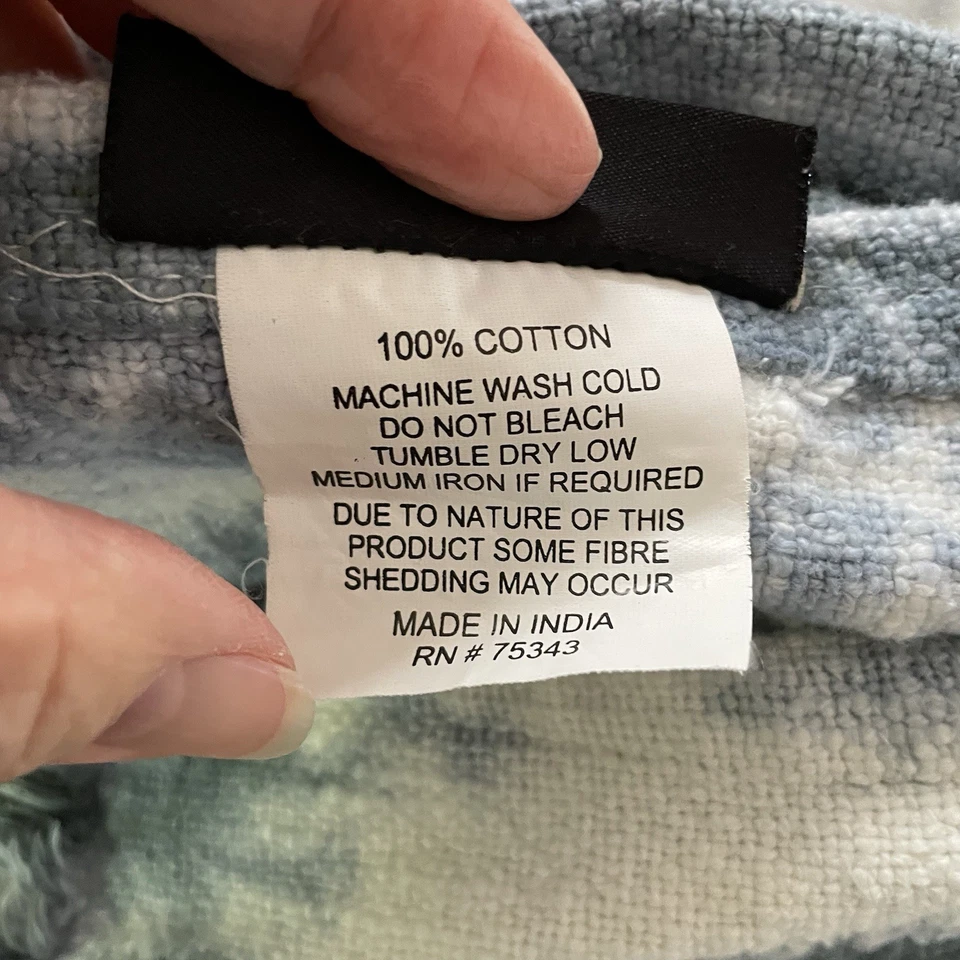 100% COTTON
MACHINE WASH COLD
DO NOT BLEACH
TUMBLE DRY LOW
MEDIUM IRON IF REQUIRED
DUE TO NATURE OF THIS
PRODUCT SOME FIBRE
SHEDDING MAY OCCUR
MADE IN INDIA
RN # 75343